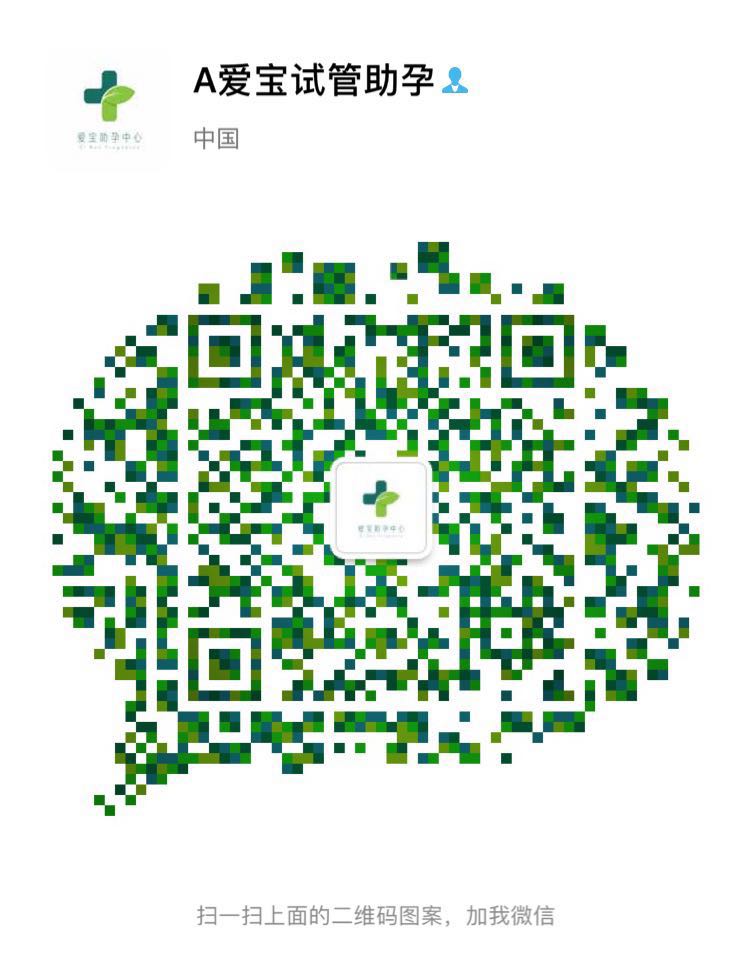 A爱宝试管助孕
中国
爱宝助孕中心
爱宝助孕中心
扫一扫上面的二维码图案，加我微信